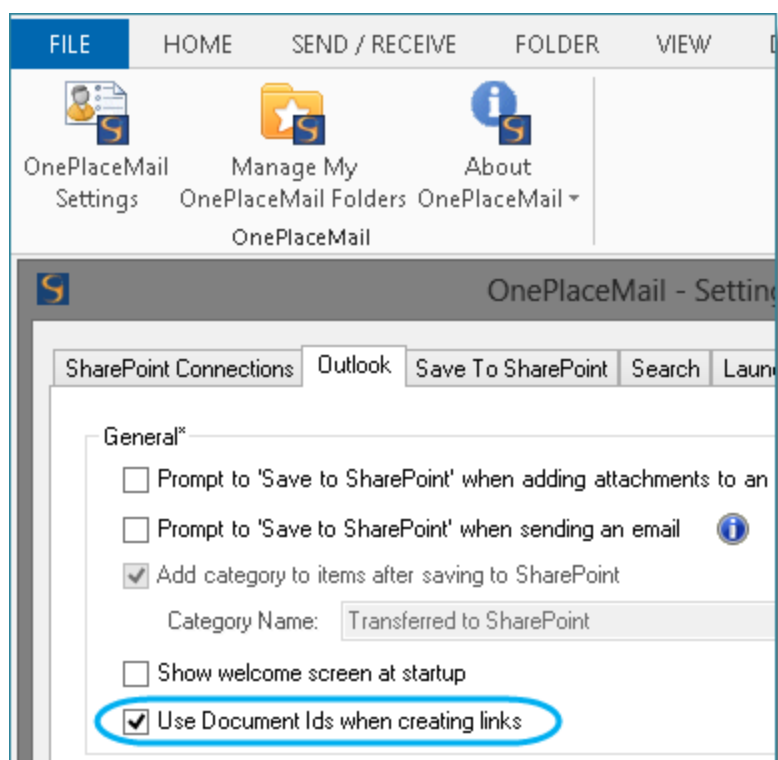 FILE HOME SEND / RECEIVE FOLDER VIEW
OnePlaceMail Settings
Manage My OnePlaceMail Folders
About OnePlaceMail
OnePlaceMail
OnePlaceMail - Setting
SharePoint Connections Outlook Save To SharePoint Search Laun
General*
Prompt to 'Save to SharePoint' when adding attachments to an
Prompt to 'Save to SharePoint' when sending an email
Add category to items after saving to SharePoint
Category Name: Transferred to SharePoint
Show welcome screen at startup
Use Document Ids when creating links